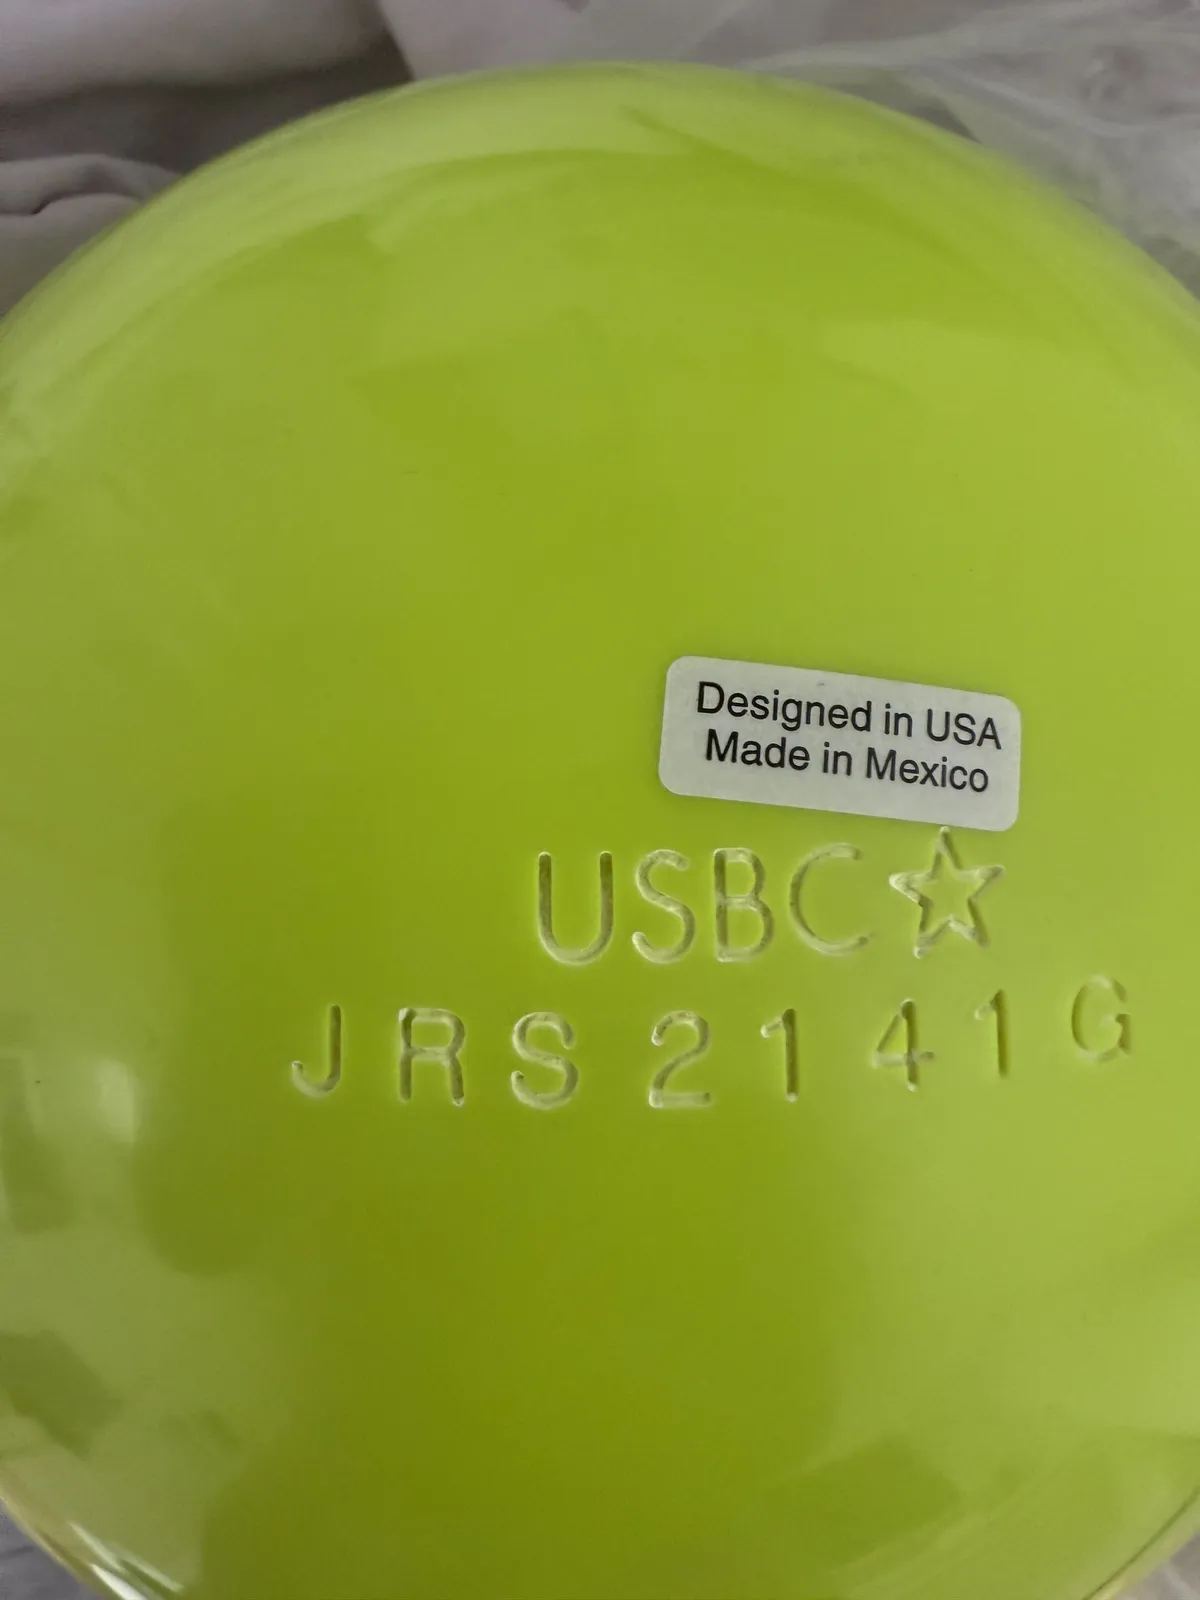 Designed in USA
Made in Mexico
USBC☆
JRS2141G